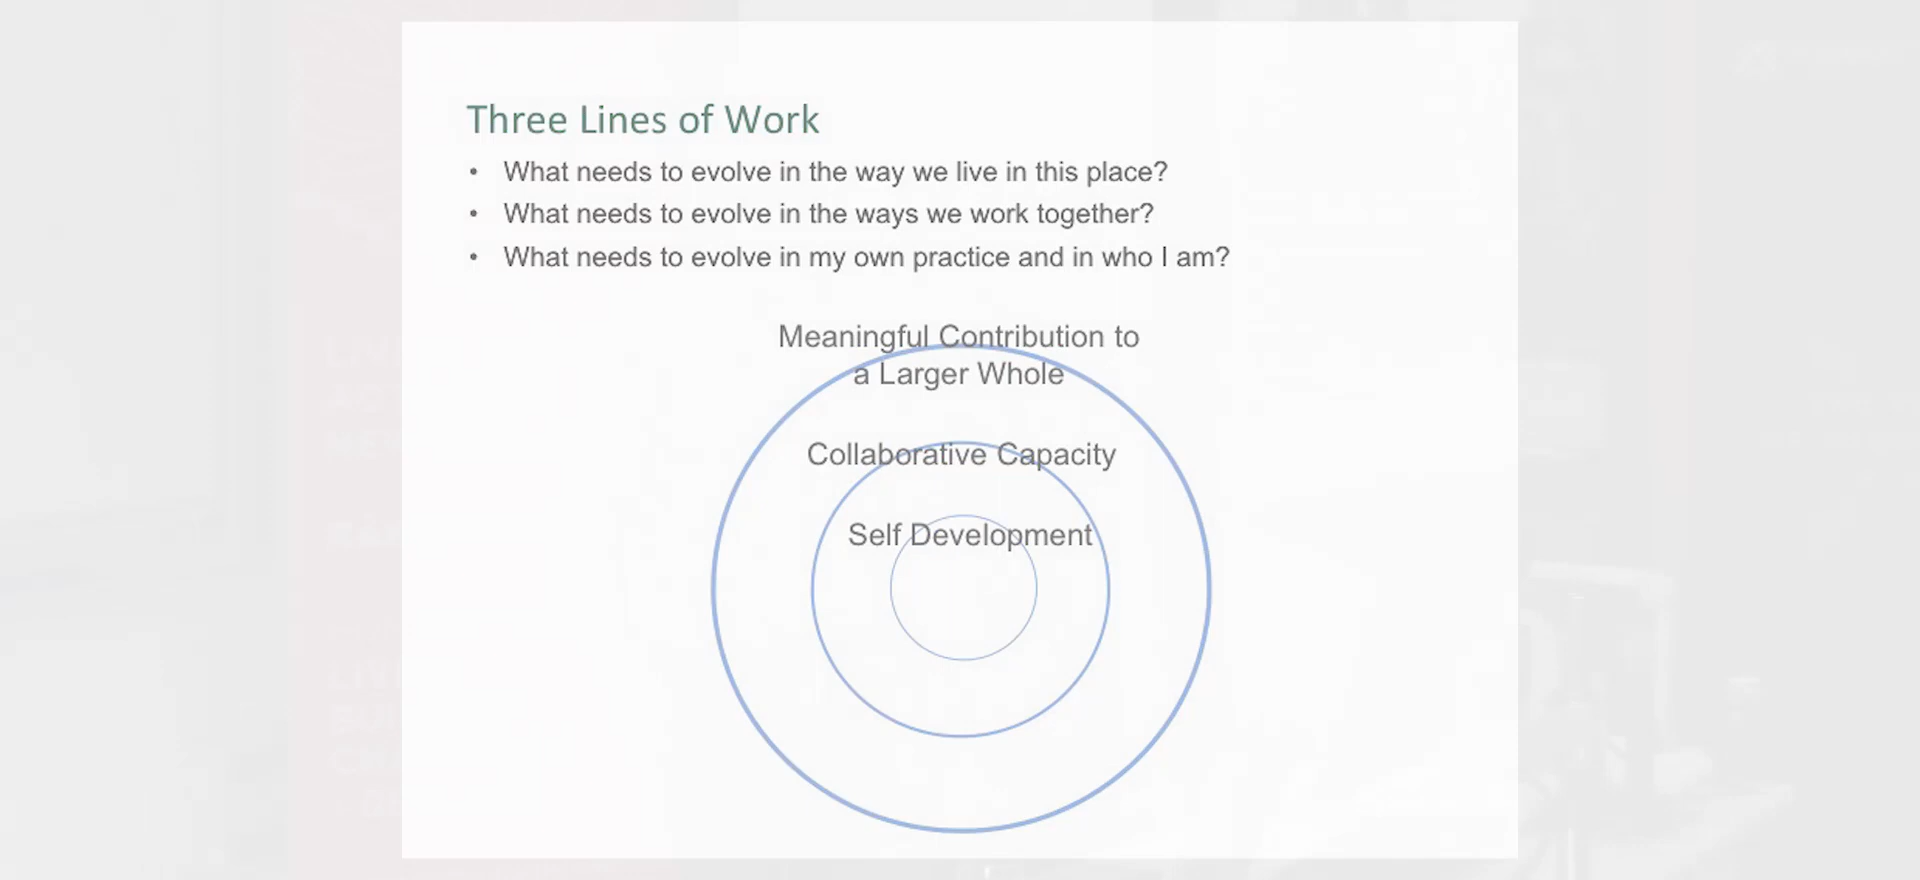 Three Lines of Work
• What needs to evolve in the way we live in this place?
• What needs to evolve in the ways we work together?
• What needs to evolve in my own practice and in who I am?
Meaningful Contribution to
a Larger Whole
Collaborative Capacity
Self Development